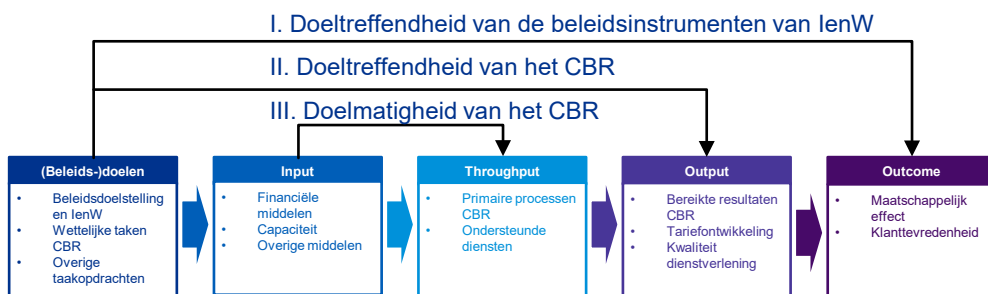 I. Doeltreffendheid van de beleidsinstrumenten van IenW
II. Doeltreffendheid van het CBR
III. Doelmatigheid van het CBR
(Beleids-)doelen
• Beleidsdoelstelling
en IenW
• Wettelijke taken
CBR
• Overige
taakopdrachten
Input
• Financiële
middelen
• Capaciteit
• Overige middelen
Throughput
• Primaire processen
CBR
• Ondersteunde
diensten
Output
• Bereikte resultaten
CBR
• Tariefontwikkeling
• Kwaliteit
dienstverlening
Outcome
• Maatschappelijk
effect
• Klanttevredenheid